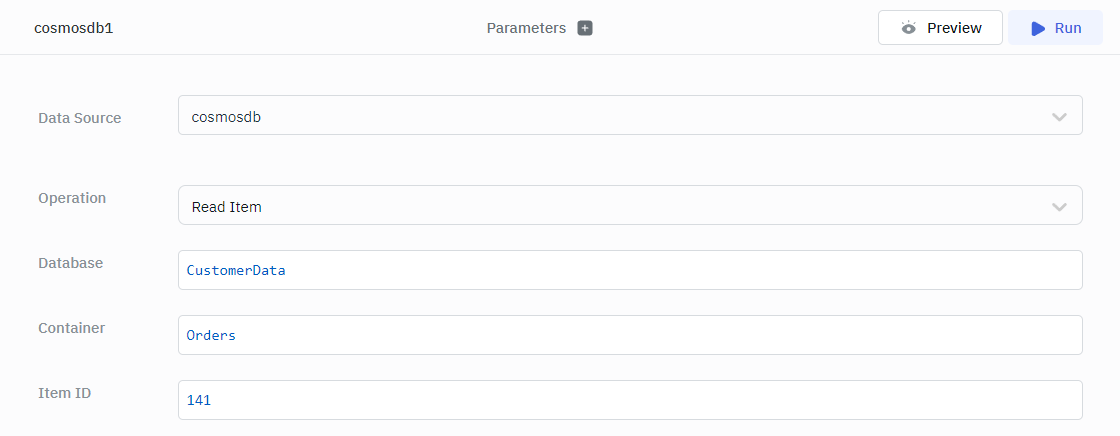 cosmosdb1 Parameters Preview Run
Data Source cosmosdb
Operation Read Item
Database CustomerData
Container Orders
Item ID 141